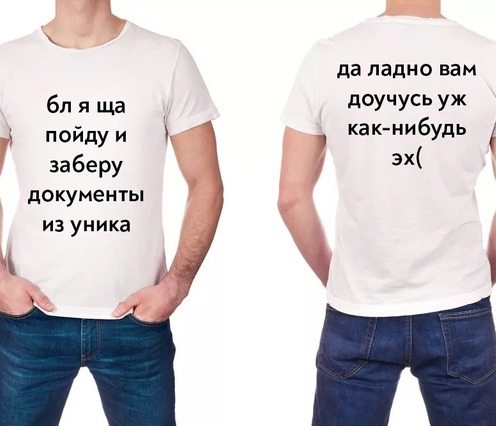 бл я ща
пойду и
заберу
документы
из уника
да ладно вам
доучусь уж
как-нибудь
эх(